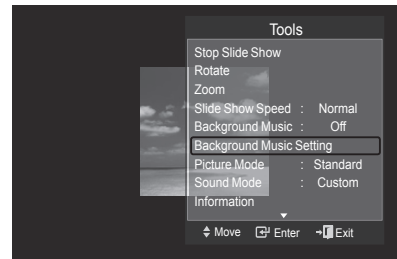 Tools
Stop Slide Show
Rotate
Zoom
Slide Show Speed : Normal
Background Music : Off
Background Music Setting
Picture Mode : Standard
Sound Mode : Custom
Information
Move Enter Exit